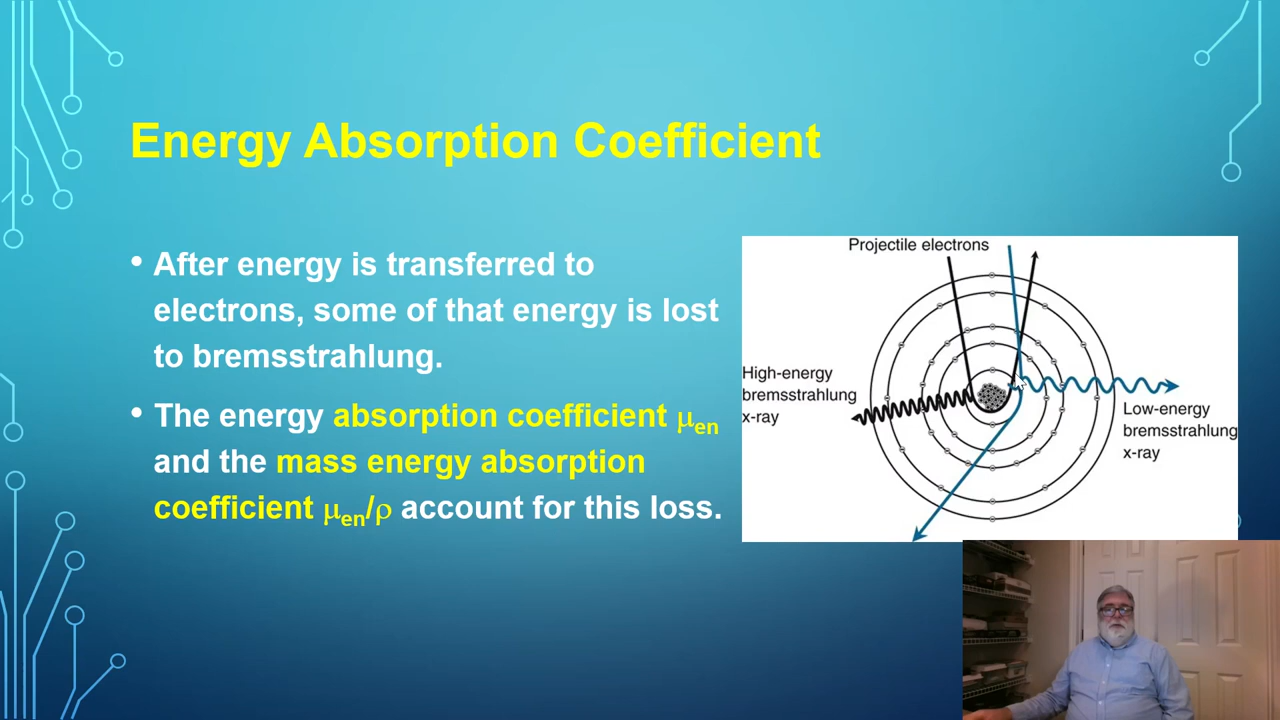 Energy Absorption Coefficient
• After energy is transferred to
electrons, some of that energy is lost
to bremsstrahlung.
• The energy absorption coefficient μen
and the mass energy absorption
coefficient μen/ρ account for this loss.
Projectile electrons
High-energy
bremsstrahlung
x-ray
Low-energy
bremsstrahlung
x-ray